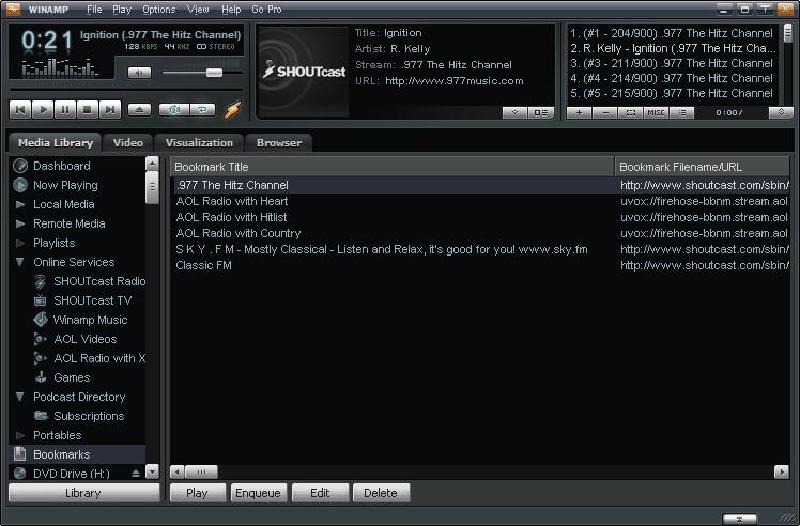 WINAMP File Play Options View Help Go Pro
0:21 Ignition (.977 The Hitz Channel)
128 KBPS 44 KHZ STEREO
SHOUTcast
Title: Ignition
Artist: R. Kelly
Stream: .977 The Hitz Channel
URL: http://www.977music.com
1. (#1 - 204/900) .977 The Hitz Channel
2. R. Kelly - Ignition (.977 The Hitz Cha...
3. (#3 - 211/900) .977 The Hitz Channel
4. (#4 - 214/900) .977 The Hitz Channel
5. (#5 - 215/900) .977 The Hitz Channel
MISC 0:00/
Media Library Video Visualization Browser
Dashboard
Now Playing
Local Media
Remote Media
Playlists
Online Services
SHOUTcast Radio
SHOUTcast TV
Winamp Music
AOL Videos
AOL Radio with X
Games
Podcast Directory
Subscriptions
Portables
Bookmarks
DVD Drive (H:)
Library
Bookmark Title Bookmark Filename/URL
.977 The Hitz Channel http://www.shoutcast.com/sbin/
AOL Radio with Heart uvox://firehose-bbnm.stream.aol
AOL Radio with Hitlist uvox://firehose-bbnm.stream.aol
AOL Radio with Country uvox://firehose-bbnm.stream.aol
S K Y . F M - Mostly Classical - Listen and Relax, it's good for you! www.sky.fm http://www.shoutcast.com/sbin/
Classic FM http://www.shoutcast.com/sbin/
Play Enqueue Edit Delete